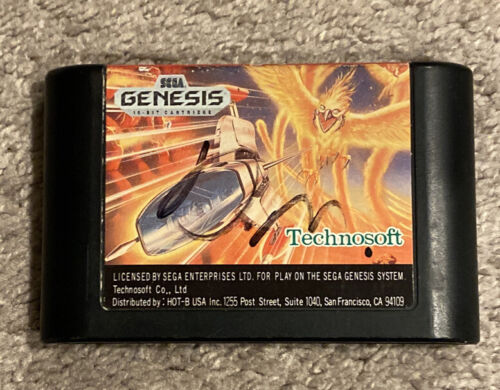 SEGA
GENESIS
16-BIT CARTRIDGE
Technosoft
LICENSED BY SEGA ENTERPRISES LTD. FOR PLAY ON THE SEGA GENESIS SYSTEM.
Technosoft Co., Ltd
Distributed by : HOT-B USA Inc. 1255 Post Street, Suite 1040, San Francisco, CA 94109